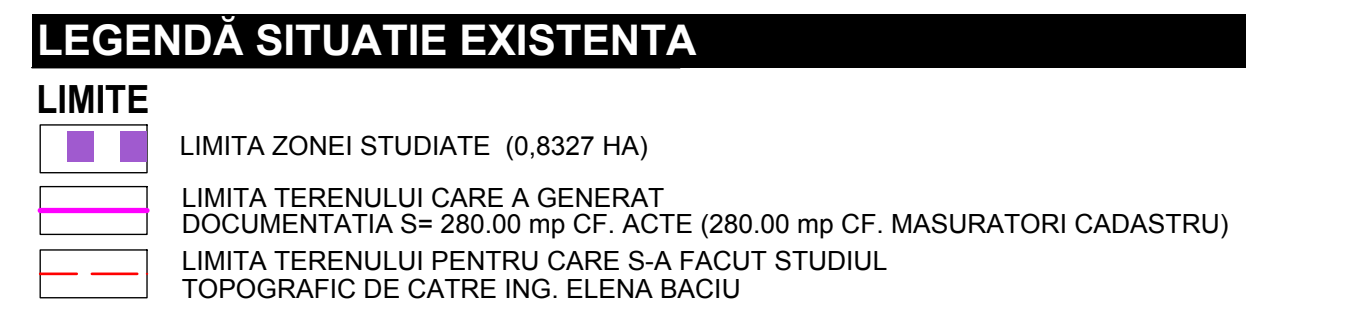 LEGENDĂ SITUATIE EXISTENTA
LIMITE
LIMITA ZONEI STUDIATE (0,8327 HA)
LIMITA TERENULUI CARE A GENERAT
DOCUMENTATIA S= 280.00 mp CF. ACTE (280.00 mp CF. MASURATORI CADASTRU)
LIMITA TERENULUI PENTRU CARE S-A FACUT STUDIUL
TOPOGRAFIC DE CATRE ING. ELENA BACIU